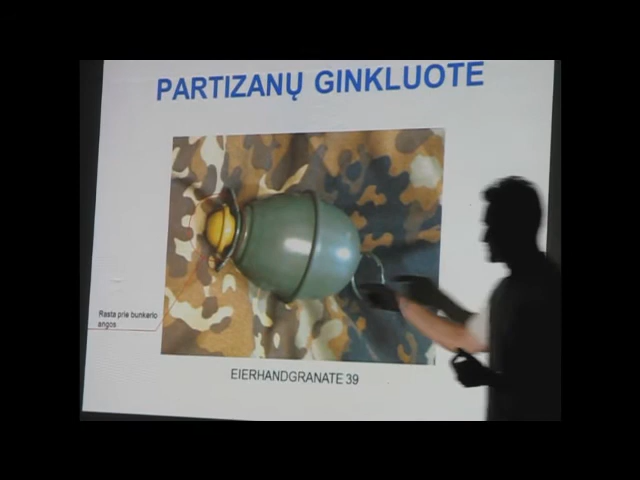 PARTIZANŲ GINKLUOTE
Rasta prie bunkerio
angos
EIERHANDGRANATE 39